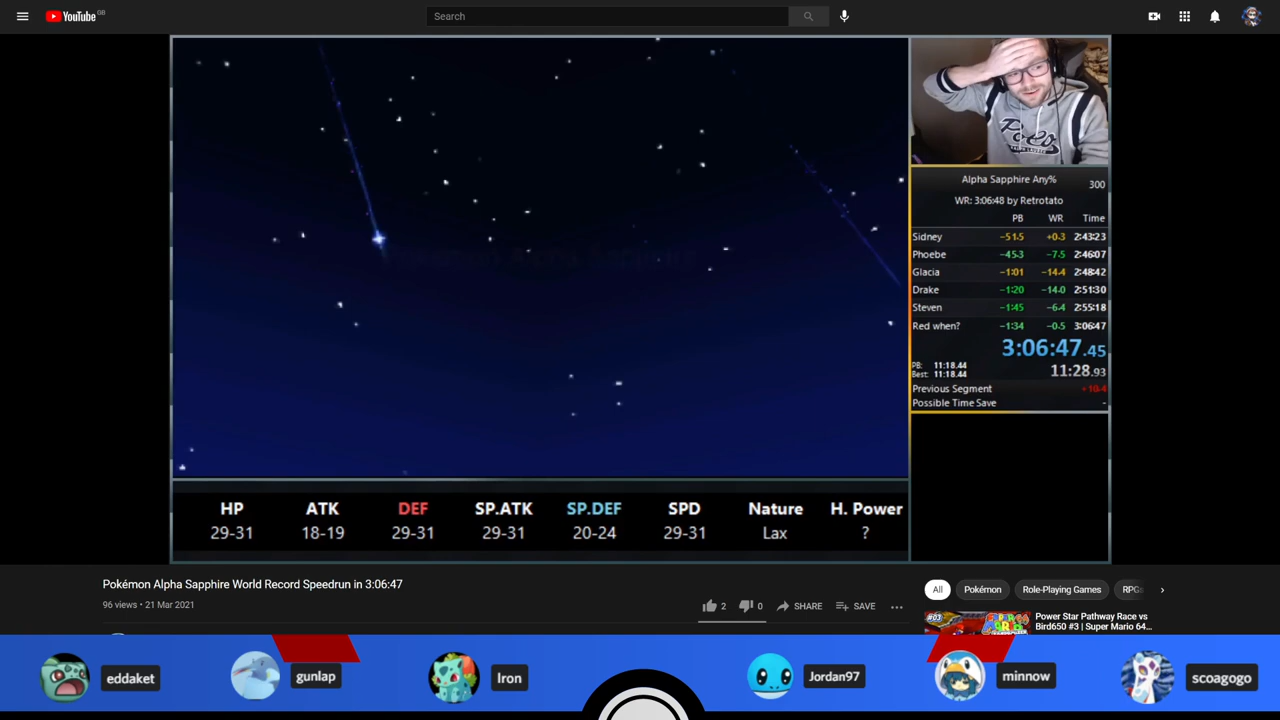 YouTube GB
Search
Alpha Sapphire Any%
300
WR: 3:06:48 by Retrotato
PB WR Time
Sidney −51.5 +0.3 2:43:23
Phoebe −45.3 −7.5 2:46:07
Glacia −1:01 −14.4 2:48:42
Drake −1:20 −14.0 2:51:30
Steven −1:45 −6.4 2:55:18
Red when? −1:34 −0.5 3:06:47
3:06:47.45
PB: 11:18.44
Best: 11:18.44
11:28.93
Previous Segment +10.4
Possible Time Save -
HP ATK DEF SP.ATK SP.DEF SPD Nature H. Power
29-31 18-19 29-31 29-31 20-24 29-31 Lax ?
Pokémon Alpha Sapphire World Record Speedrun in 3:06:47
96 views • 21 Mar 2021
2 0 SHARE SAVE
All Pokémon Role-Playing Games RPGs
#03
Power Star Pathway Race vs
Bird650 #3 | Super Mario 64...
eddaket gunlap Iron Jordan97 minnow scoagogo